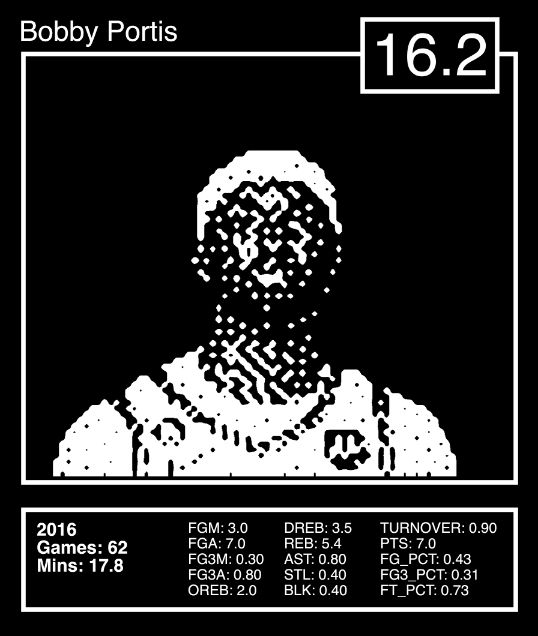 Bobby Portis
16.2
2016
Games: 62
Mins: 17.8
FGM: 3.0
FGA: 7.0
FG3M: 0.30
FG3A: 0.80
OREB: 2.0
DREB: 3.5
REB: 5.4
AST: 0.80
STL: 0.40
BLK: 0.40
TURNOVER: 0.90
PTS: 7.0
FG_PCT: 0.43
FG3_PCT: 0.31
FT_PCT: 0.73